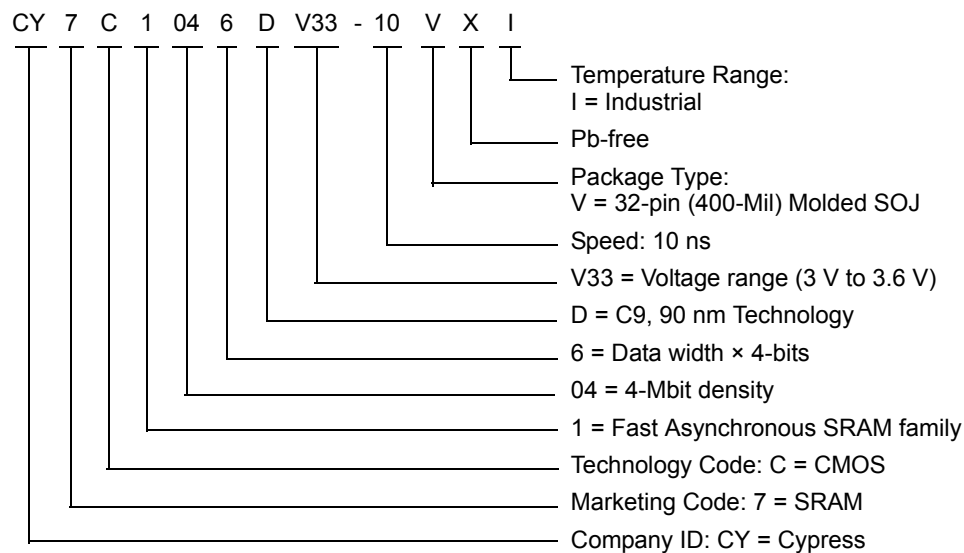 CY 7 C 1 04 6 D V33 - 10 V X I
Temperature Range:
I = Industrial
Pb-free
Package Type:
V = 32-pin (400-Mil) Molded SOJ
Speed: 10 ns
V33 = Voltage range (3 V to 3.6 V)
D = C9, 90 nm Technology
6 = Data width × 4-bits
04 = 4-Mbit density
1 = Fast Asynchronous SRAM family
Technology Code: C = CMOS
Marketing Code: 7 = SRAM
Company ID: CY = Cypress